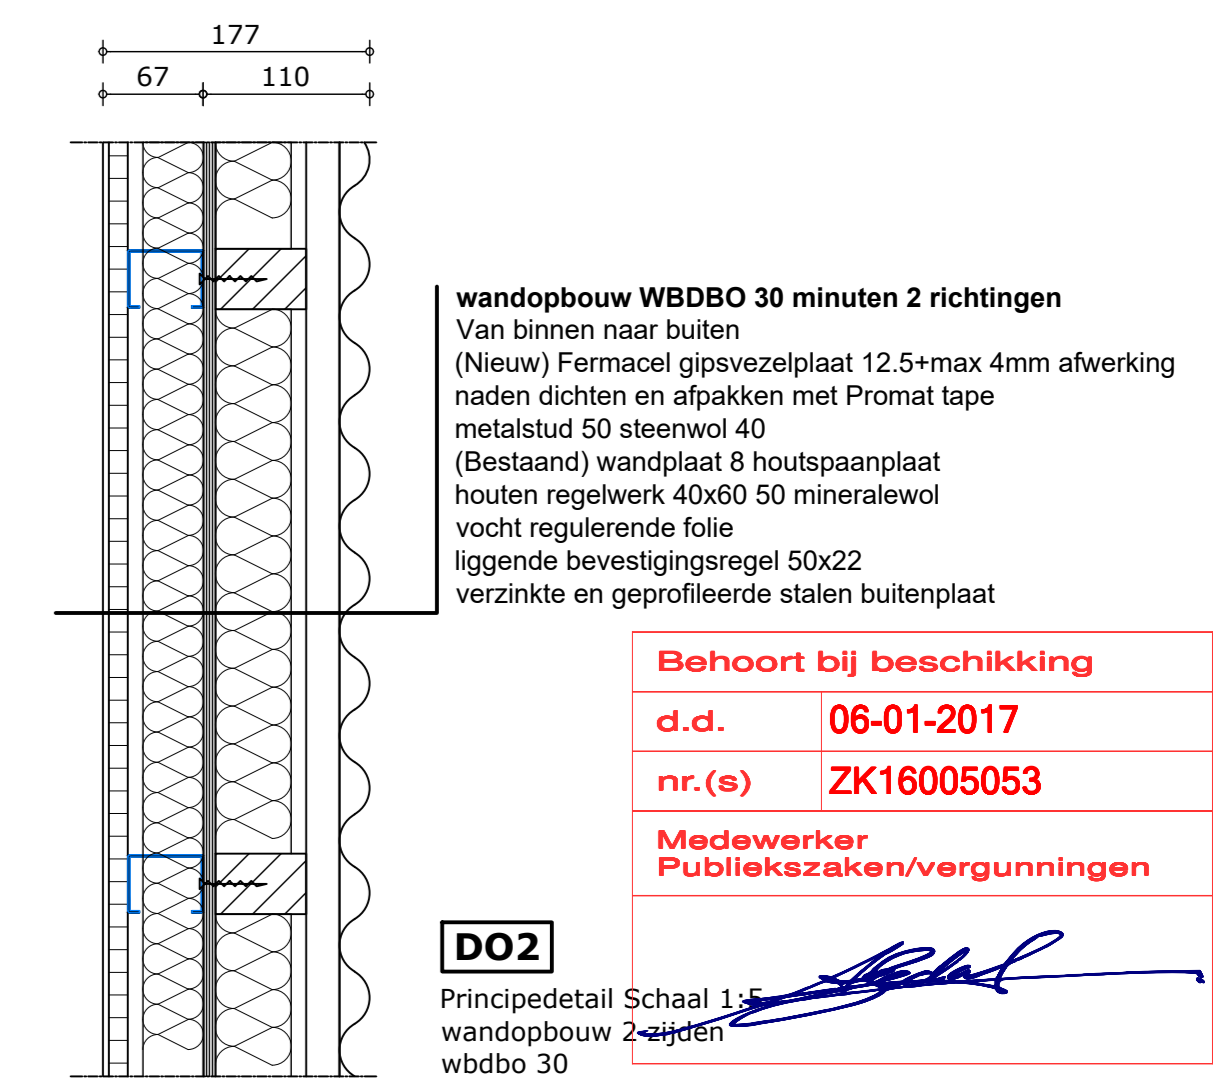 177
67
110
wandopbouw WBDBO 30 minuten 2 richtingen
Van binnen naar buiten
(Nieuw) Fermacel gipsvezelplaat 12.5+max 4mm afwerking
naden dichten en afpakken met Promat tape
metalstud 50 steenwol 40
(Bestaand) wandplaat 8 houtspaanplaat
houten regelwerk 40x60 50 mineralewol
vocht regulerende folie
liggende bevestigingsregel 50x22
verzinkte en geprofileerde stalen buitenplaat
Behoort bij beschikking
d.d. 06-01-2017
nr.(s) ZK16005053
Medewerker
Publiekszaken/vergunningen
DO2
Principedetail Schaal 1:5
wandopbouw 2-zijden
wbdbo 30